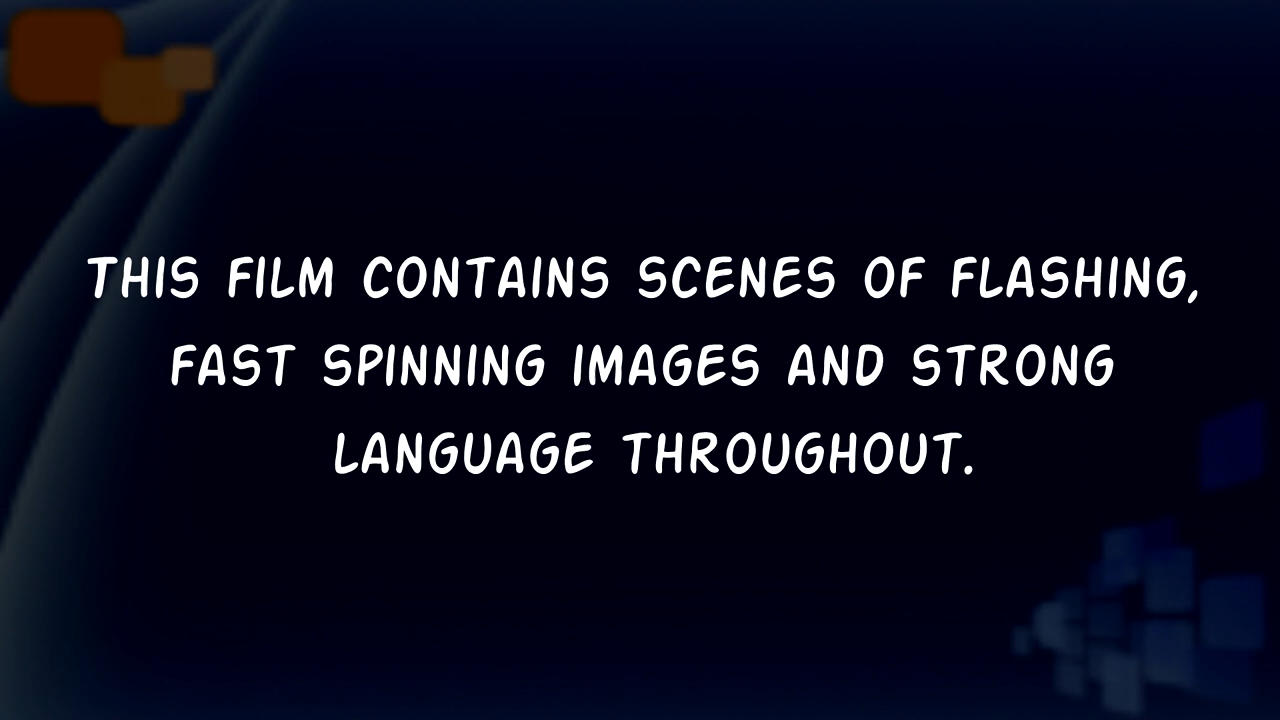 THIS FILM CONTAINS SCENES OF FLASHING,
FAST SPINNING IMAGES AND STRONG
LANGUAGE THROUGHOUT.